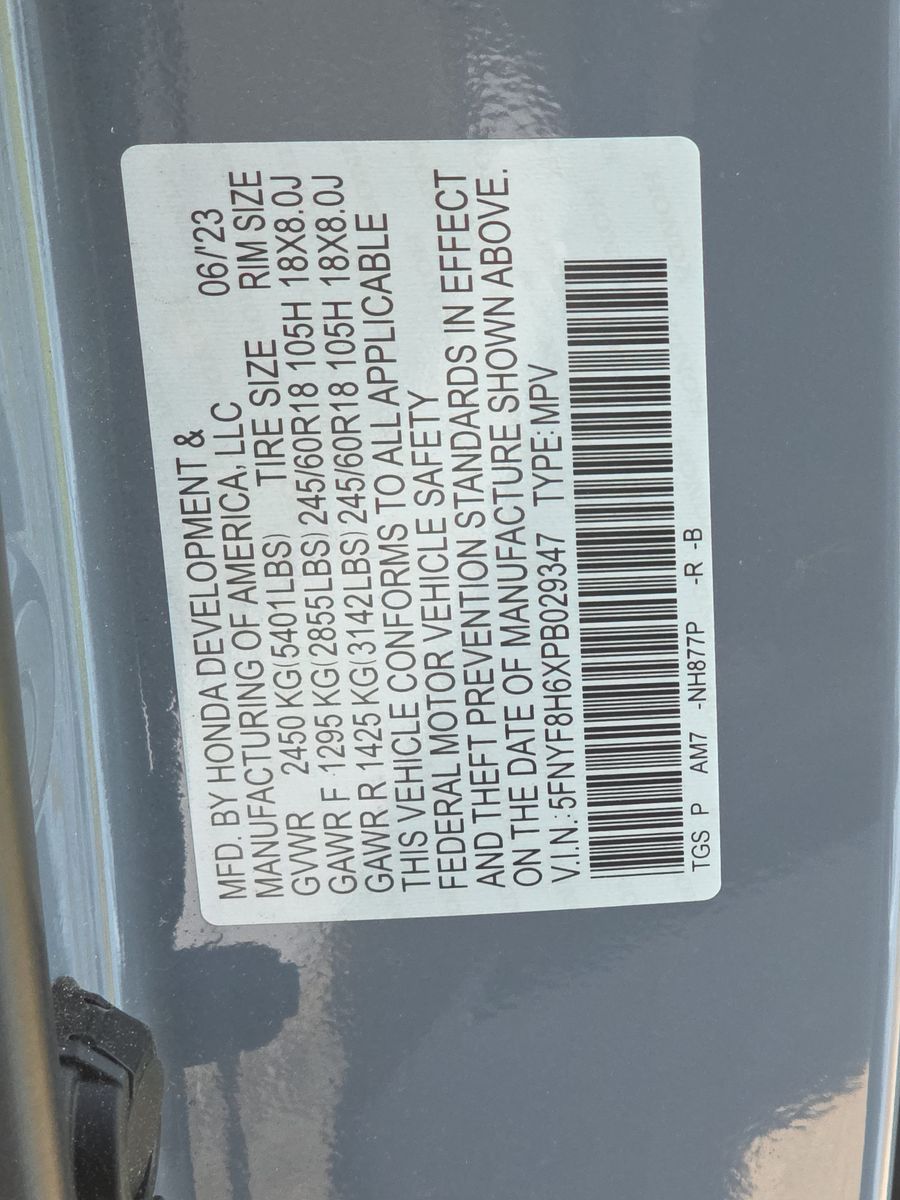 MFD. BY HONDA DEVELOPMENT &
MANUFACTURING OF AMERICA, LLC 06/'23
GVWR 2450 KG(5401LBS) TIRE SIZE RIM SIZE
GAWR F 1295 KG(2855LBS) 245/60R18 105H 18X8.0J
GAWR R 1425 KG(3142LBS) 245/60R18 105H 18X8.0J
THIS VEHICLE CONFORMS TO ALL APPLICABLE
FEDERAL MOTOR VEHICLE SAFETY
AND THEFT PREVENTION STANDARDS IN EFFECT
ON THE DATE OF MANUFACTURE SHOWN ABOVE.
V.I.N.:5FNYF8H6XPB029347 TYPE:MPV
TGS P AM7 -NH877P -R -B